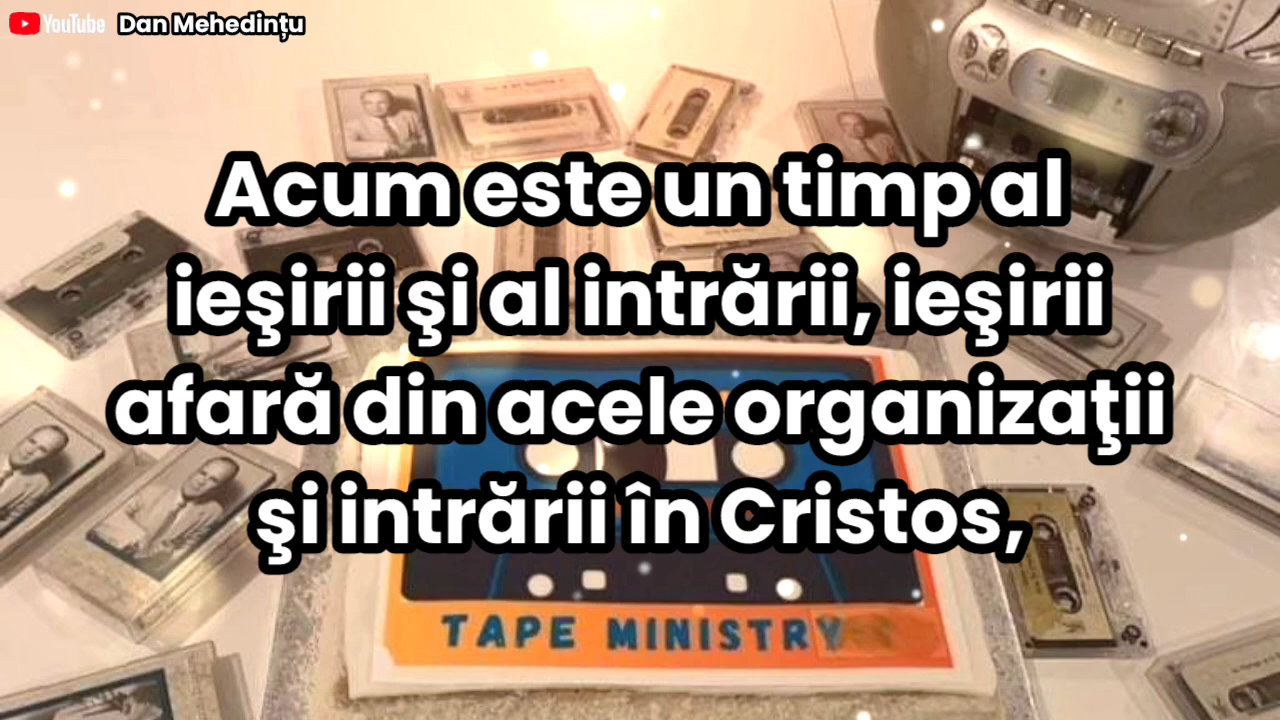 YouTube Dan Mehedințu
Acum este un timp al
ieşirii şi al intrării, ieşirii
afară din acele organizaţii
şi intrării în Cristos,
TAPE MINISTRY